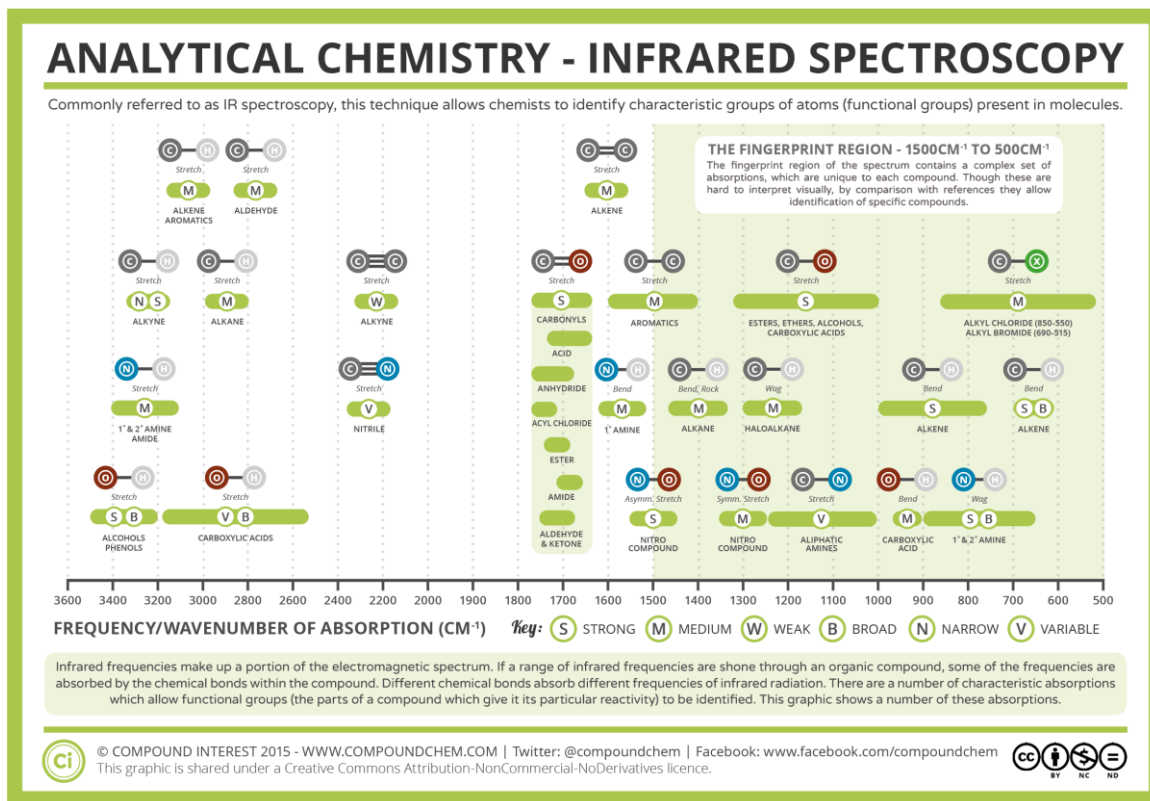 ANALYTICAL CHEMISTRY - INFRARED SPECTROSCOPY
Commonly referred to as IR spectroscopy, this technique allows chemists to identify characteristic groups of atoms (functional groups) present in molecules.
C H
Stretch
M
ALKENE
AROMATICS
C H
Stretch
M
ALDEHYDE
C C
Stretch
M
ALKENE
THE FINGERPRINT REGION - 1500CM⁻¹ TO 500CM⁻¹
The fingerprint region of the spectrum contains a complex set of
absorptions, which are unique to each compound. Though these are
hard to interpret visually, by comparison with references they allow
identification of specific compounds.
C H
Stretch
N S
ALKYNE
C H
Stretch
M
ALKANE
C C
Stretch
W
ALKYNE
C O
Stretch
S
CARBONYLS
ACID
ANHYDRIDE
ACYL CHLORIDE
ESTER
AMIDE
ALDEHYDE
& KETONE
C C
Stretch
M
AROMATICS
C O
Stretch
S
ESTERS, ETHERS, ALCOHOLS,
CARBOXYLIC ACIDS
C X
Stretch
M
ALKYL CHLORIDE (850-550)
ALKYL BROMIDE (690-515)
N H
Stretch
M
1° & 2° AMINE
AMIDE
C N
Stretch
V
NITRILE
N H
Bend
M
1° AMINE
C H
Bend, Rock
M
ALKANE
C H
Wag
M
HALOALKANE
C H
Bend
S
ALKENE
C H
Bend
S B
ALKENE
O H
Stretch
S B
ALCOHOLS
PHENOLS
O H
Stretch
V B
CARBOXYLIC ACIDS
N O
Asymm. Stretch
S
NITRO
COMPOUND
N O
Symm. Stretch
M
NITRO
COMPOUND
C N
Stretch
V
ALIPHATIC
AMINES
O H
Bend
M
CARBOXYLIC
ACID
N H
Wag
S B
1° & 2° AMINE
3600 3400 3200 3000 2800 2600 2400 2200 2000 1900 1800 1700 1600 1500 1400 1300 1200 1100 1000 900 800 700 600 500
FREQUENCY/WAVENUMBER OF ABSORPTION (CM⁻¹) Key: S STRONG M MEDIUM W WEAK B BROAD N NARROW V VARIABLE
Infrared frequencies make up a portion of the electromagnetic spectrum. If a range of infrared frequencies are shone through an organic compound, some of the frequencies are
absorbed by the chemical bonds within the compound. Different chemical bonds absorb different frequencies of infrared radiation. There are a number of characteristic absorptions
which allow functional groups (the parts of a compound which give it its particular reactivity) to be identified. This graphic shows a number of these absorptions.
Ci
© COMPOUND INTEREST 2015 - WWW.COMPOUNDCHEM.COM | Twitter: @compoundchem | Facebook: www.facebook.com/compoundchem
This graphic is shared under a Creative Commons Attribution-NonCommercial-NoDerivatives licence.
cc
BY NC ND